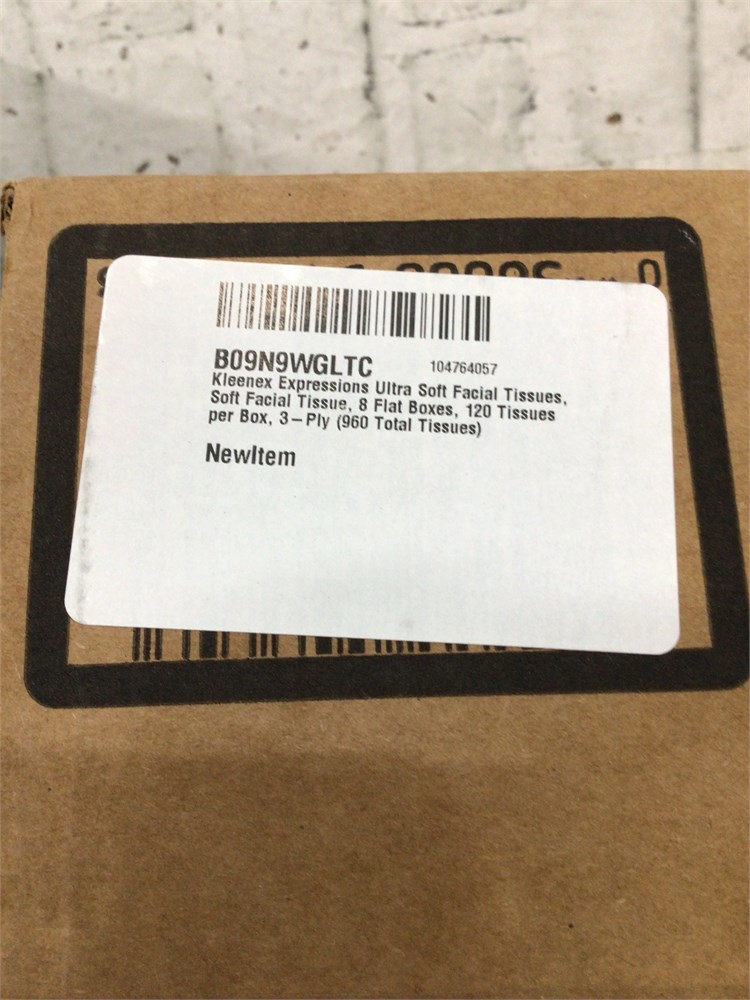 B09N9WGLTC 104764057
Kleenex Expressions Ultra Soft Facial Tissues,
Soft Facial Tissue, 8 Flat Boxes, 120 Tissues
per Box, 3-Ply (960 Total Tissues)
NewItem